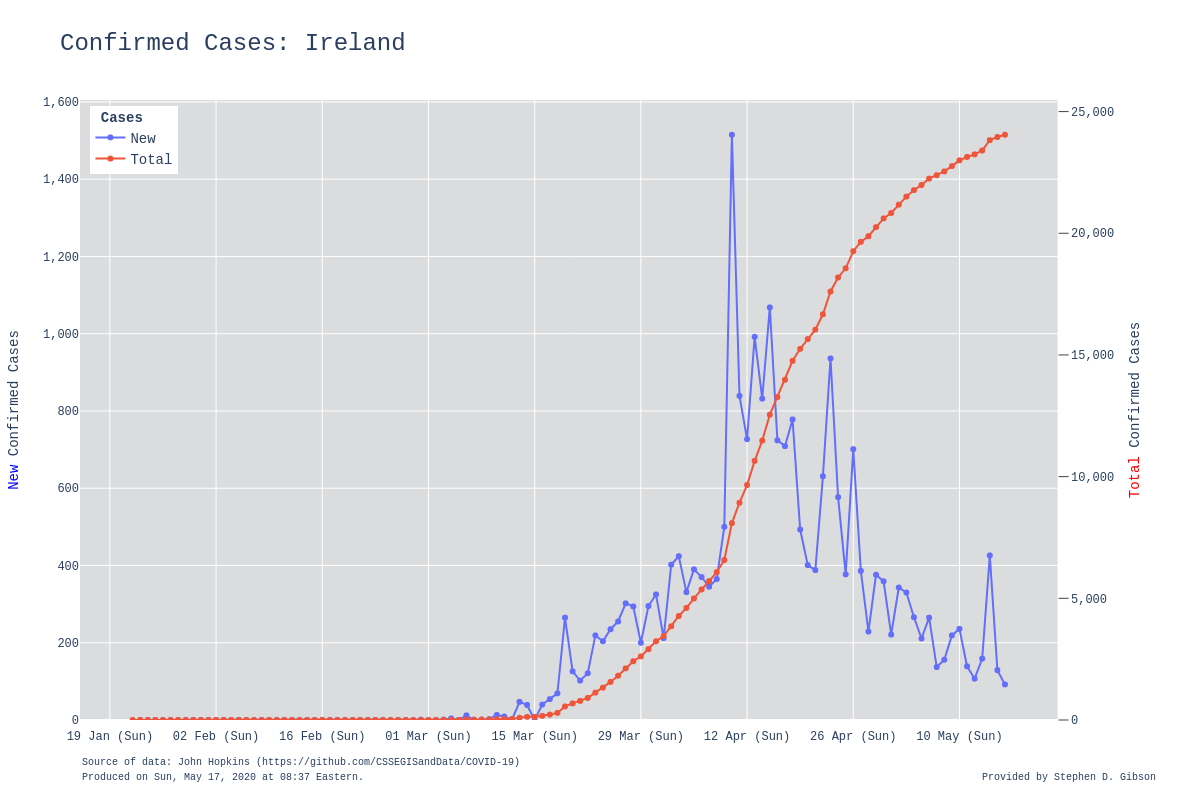 Confirmed Cases: Ireland
Cases
New
Total
1,600
1,400
1,200
1,000
800
600
400
200
0
25,000
20,000
15,000
10,000
5,000
0
New Confirmed Cases
Total Confirmed Cases
19 Jan (Sun) 02 Feb (Sun) 16 Feb (Sun) 01 Mar (Sun) 15 Mar (Sun) 29 Mar (Sun) 12 Apr (Sun) 26 Apr (Sun) 10 May (Sun)
Source of data: John Hopkins (https://github.com/CSSEGISandData/COVID-19)
Produced on Sun, May 17, 2020 at 08:37 Eastern.
Provided by Stephen D. Gibson